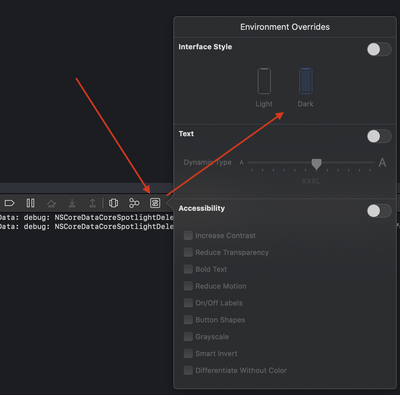 Environment Overrides
Interface Style
Light
Dark
Text
Dynamic Type
A
A
XXXL
Data: debug: NSCoreDataCoreSpotlightDele
Data: debug: NSCoreDataCoreSpotlightDele
Accessibility
Increase Contrast
Reduce Transparency
Bold Text
Reduce Motion
On/Off Labels
Button Shapes
Grayscale
Smart Invert
Differentiate Without Color